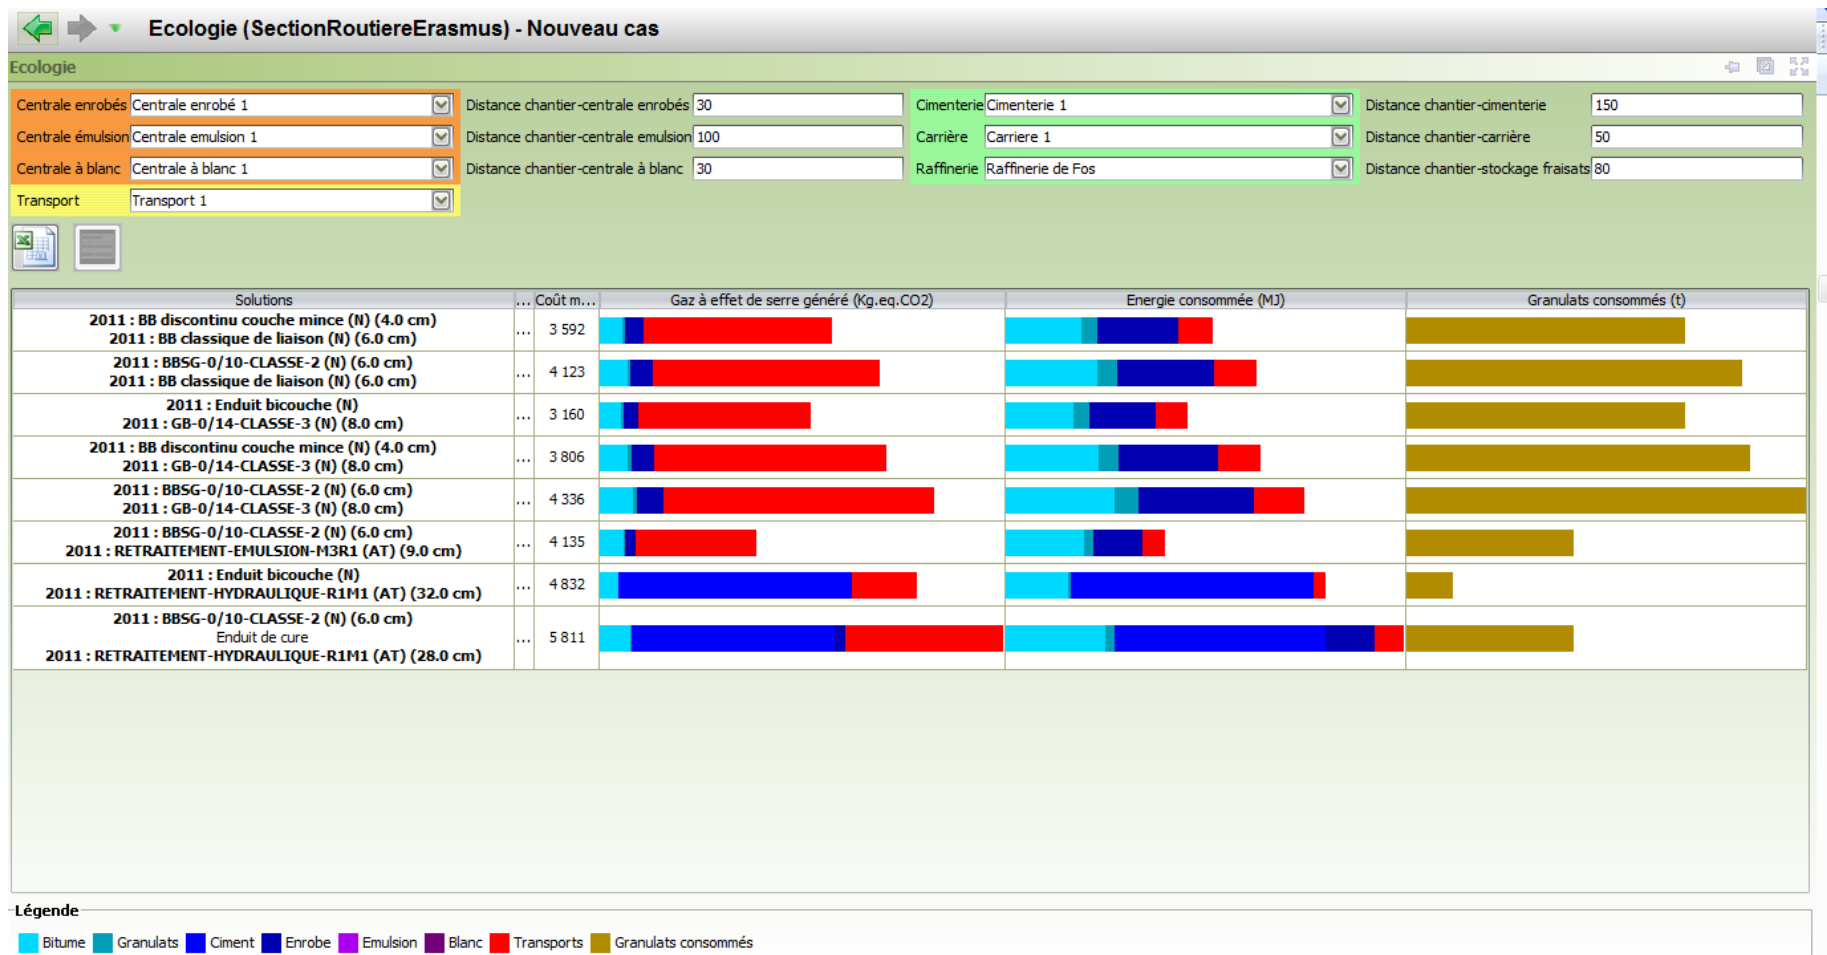 Ecologie (SectionRoutiereErasmus) - Nouveau cas
Ecologie
Centrale enrobés Centrale enrobé 1 Distance chantier-centrale enrobés 30 Cimenterie Cimenterie 1 Distance chantier-cimenterie 150
Centrale émulsion Centrale emulsion 1 Distance chantier-centrale emulsion 100 Carrière Carriere 1 Distance chantier-carrière 50
Centrale à blanc Centrale à blanc 1 Distance chantier-centrale à blanc 30 Raffinerie Raffinerie de Fos Distance chantier-stockage fraisats 80
Transport Transport 1
Solutions ... Coût m... Gaz à effet de serre généré (Kg.eq.CO2) Energie consommée (MJ) Granulats consommés (t)
2011 : BB discontinu couche mince (N) (4.0 cm)
2011 : BB classique de liaison (N) (6.0 cm)
... 3 592
2011 : BBSG-0/10-CLASSE-2 (N) (6.0 cm)
2011 : BB classique de liaison (N) (6.0 cm)
... 4 123
2011 : Enduit bicouche (N)
2011 : GB-0/14-CLASSE-3 (N) (8.0 cm)
... 3 160
2011 : BB discontinu couche mince (N) (4.0 cm)
2011 : GB-0/14-CLASSE-3 (N) (8.0 cm)
... 3 806
2011 : BBSG-0/10-CLASSE-2 (N) (6.0 cm)
2011 : GB-0/14-CLASSE-3 (N) (8.0 cm)
... 4 336
2011 : BBSG-0/10-CLASSE-2 (N) (6.0 cm)
2011 : RETRAITEMENT-EMULSION-M3R1 (AT) (9.0 cm)
... 4 135
2011 : Enduit bicouche (N)
2011 : RETRAITEMENT-HYDRAULIQUE-R1M1 (AT) (32.0 cm)
... 4 832
2011 : BBSG-0/10-CLASSE-2 (N) (6.0 cm)
Enduit de cure
2011 : RETRAITEMENT-HYDRAULIQUE-R1M1 (AT) (28.0 cm)
... 5 811
Légende
Bitume Granulats Ciment Enrobe Emulsion Blanc Transports Granulats consommés